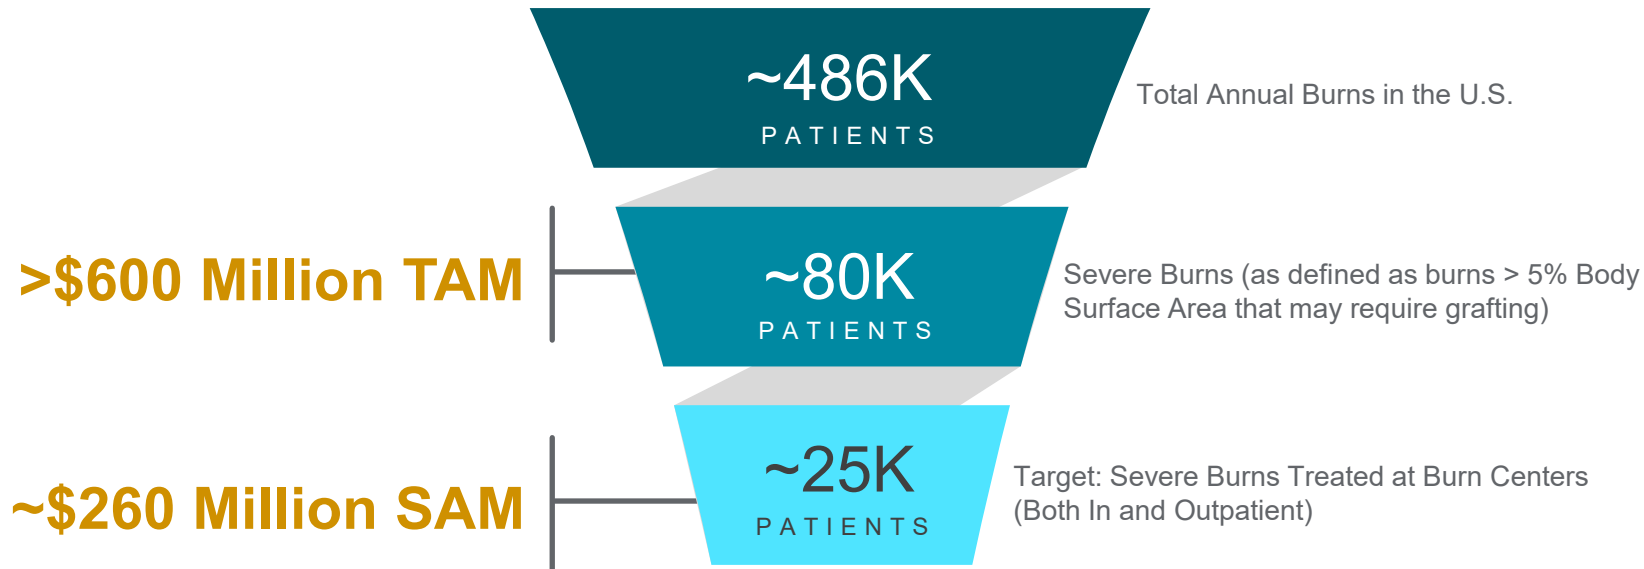 ~486K
PATIENTS
Total Annual Burns in the U.S.
>$600 Million TAM
~80K
PATIENTS
Severe Burns (as defined as burns > 5% Body
Surface Area that may require grafting)
~$260 Million SAM
~25K
PATIENTS
Target: Severe Burns Treated at Burn Centers
(Both In and Outpatient)